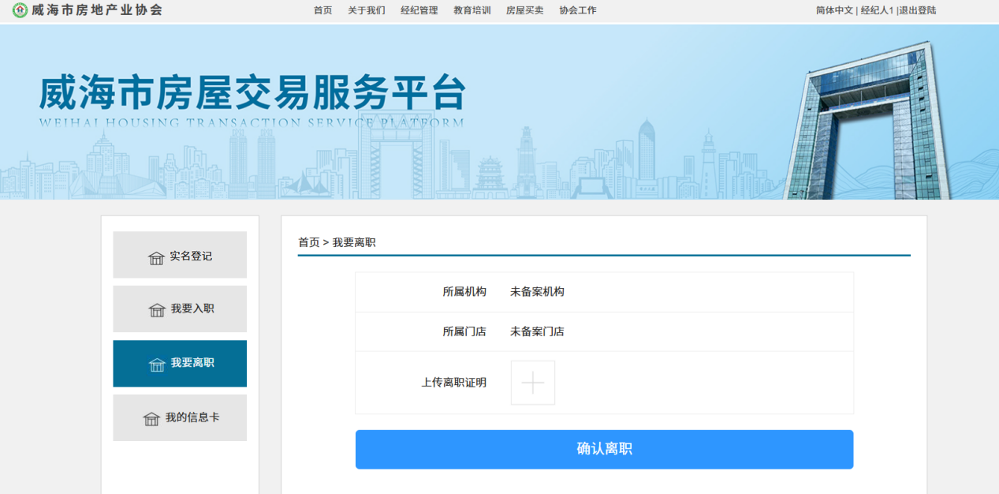 威海市房地产业协会
首页 关于我们 经纪管理 教育培训 房屋买卖 协会工作
简体中文 | 经纪人1 |退出登陆
威海市房屋交易服务平台
WEIHAI HOUSING TRANSACTION SERVICE PLATFORM
实名登记
我要入职
我要离职
我的信息卡
首页 > 我要离职
所属机构 未备案机构
所属门店 未备案门店
上传离职证明
确认离职